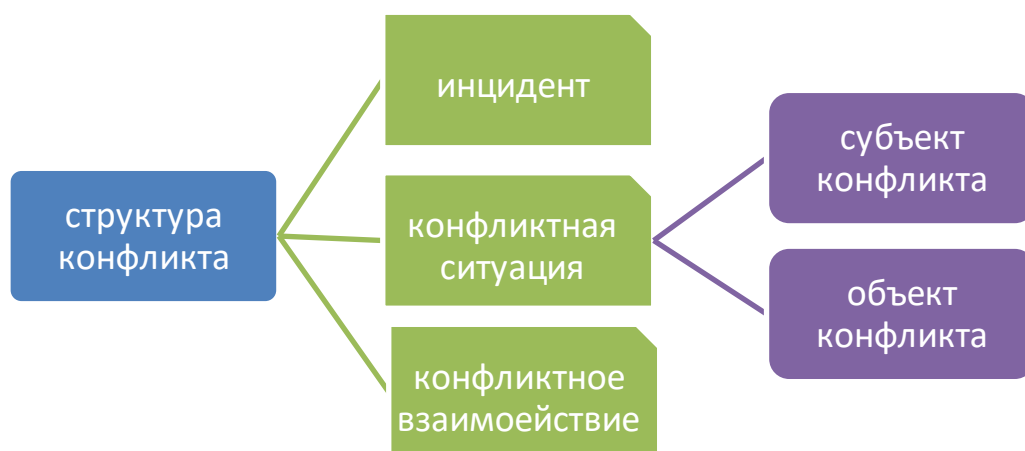 структура
конфликта
инцидент
конфликтная
ситуация
конфликтное
взаимоействие
субъект
конфликта
объект
конфликта